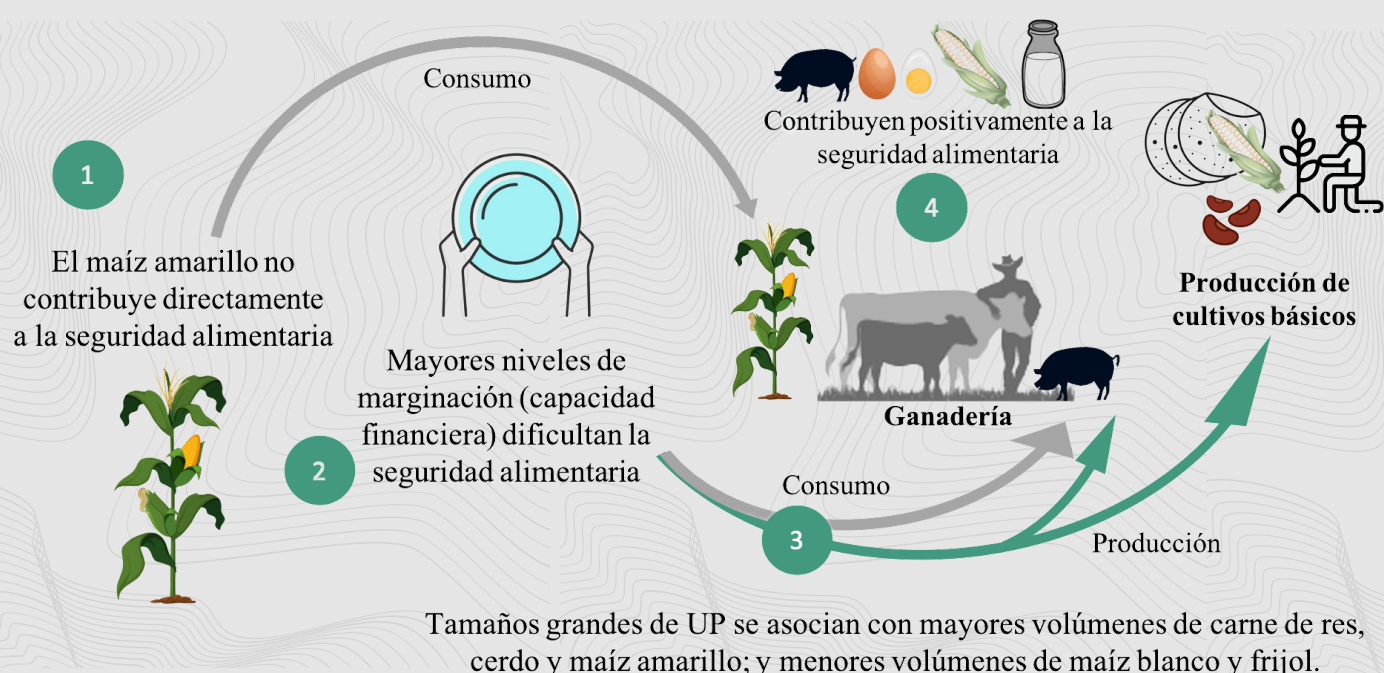 1
El maíz amarillo no
contribuye directamente
a la seguridad alimentaria
Consumo
2
Mayores niveles de
marginación (capacidad
financiera) dificultan la
seguridad alimentaria
Contribuyen positivamente a la
seguridad alimentaria
4
Ganadería
Producción de
cultivos básicos
Consumo
3
Producción
Tamaños grandes de UP se asocian con mayores volúmenes de carne de res,
cerdo y maíz amarillo; y menores volúmenes de maíz blanco y frijol.